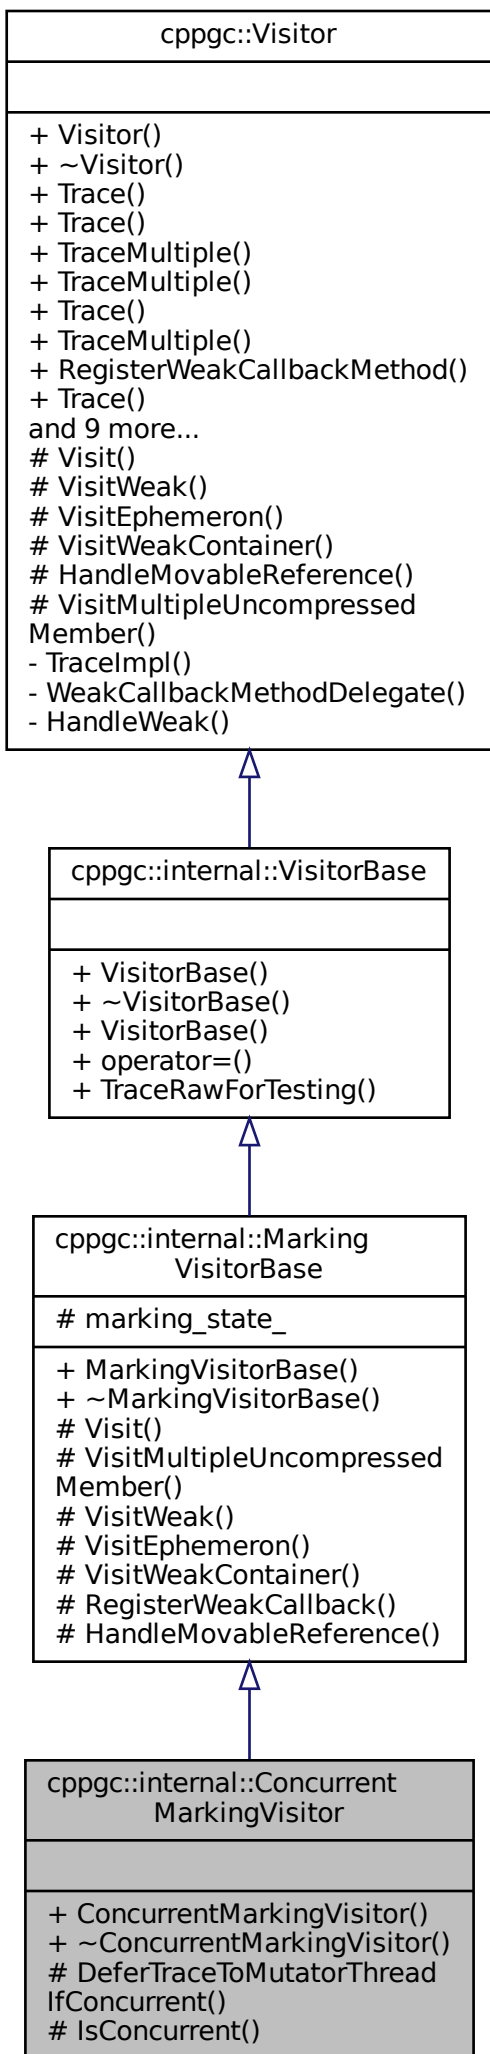 cppgc::Visitor
+ Visitor()
+ ~Visitor()
+ Trace()
+ Trace()
+ TraceMultiple()
+ TraceMultiple()
+ Trace()
+ TraceMultiple()
+ RegisterWeakCallbackMethod()
+ Trace()
and 9 more...
# Visit()
# VisitWeak()
# VisitEphemeron()
# VisitWeakContainer()
# HandleMovableReference()
# VisitMultipleUncompressed
Member()
- TraceImpl()
- WeakCallbackMethodDelegate()
- HandleWeak()
cppgc::internal::VisitorBase
+ VisitorBase()
+ ~VisitorBase()
+ VisitorBase()
+ operator=()
+ TraceRawForTesting()
cppgc::internal::Marking
VisitorBase
# marking_state_
+ MarkingVisitorBase()
+ ~MarkingVisitorBase()
# Visit()
# VisitMultipleUncompressed
Member()
# VisitWeak()
# VisitEphemeron()
# VisitWeakContainer()
# RegisterWeakCallback()
# HandleMovableReference()
cppgc::internal::Concurrent
MarkingVisitor
+ ConcurrentMarkingVisitor()
+ ~ConcurrentMarkingVisitor()
# DeferTraceToMutatorThread
IfConcurrent()
# IsConcurrent()